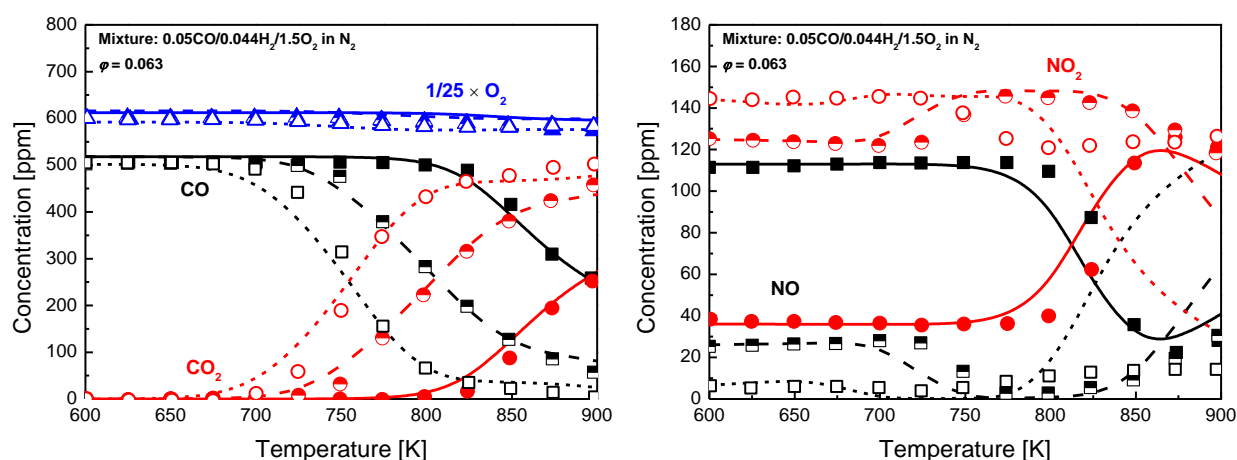 Mixture: 0.05CO/0.044H₂/1.5O₂ in N₂
φ = 0.063
1/25 × O₂
CO
CO₂
800
700
600
500
400
300
200
100
0
Concentration [ppm]
600 650 700 750 800 850 900
Temperature [K]
Mixture: 0.05CO/0.044H₂/1.5O₂ in N₂
φ = 0.063
NO₂
NO
180
160
140
120
100
80
60
40
20
0
Concentration [ppm]
600 650 700 750 800 850 900
Temperature [K]